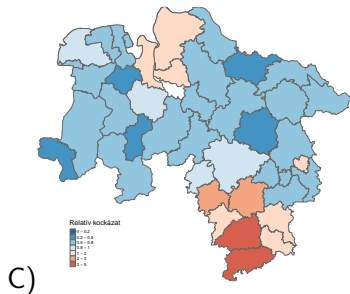 Relatív kockázat
0 – 0.2
0.2 – 0.5
0.5 – 0.8
0.8 – 1
1 – 2
2 – 3
3 – 5
C)